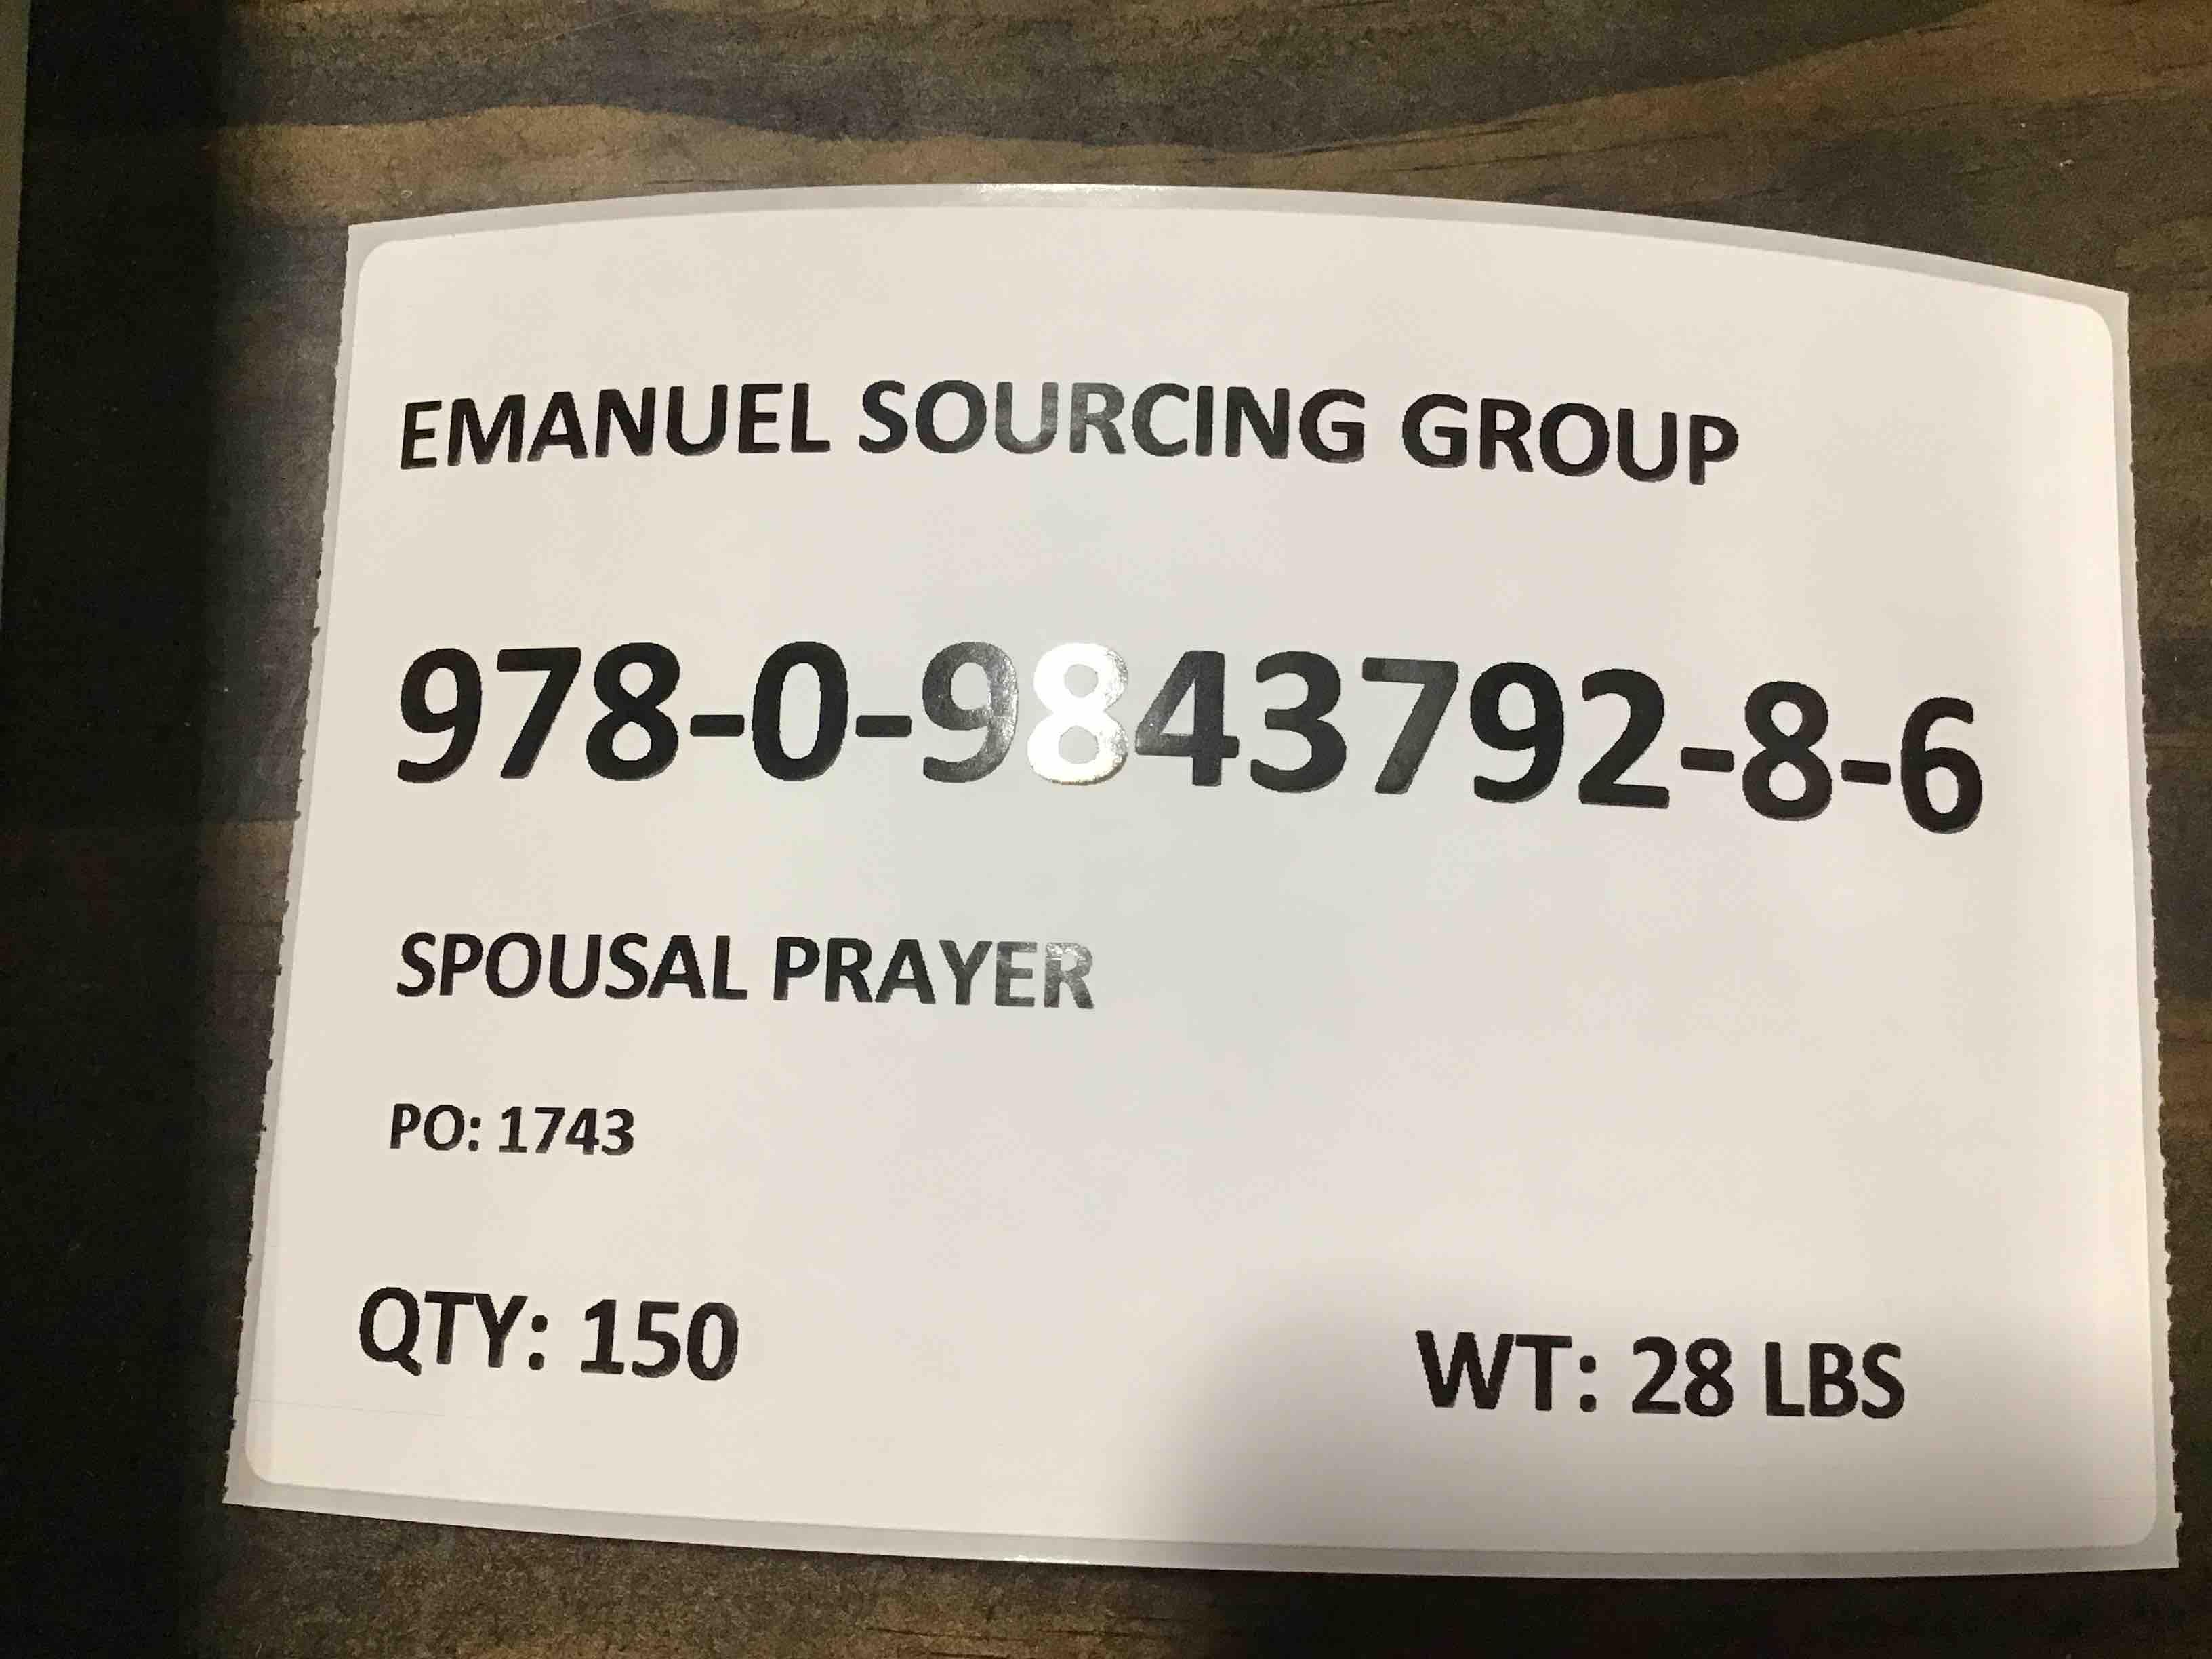 EMANUEL SOURCING GROUP
978-0-9843792-8-6
SPOUSAL PRAYER
PO: 1743
QTY: 150 WT: 28 LBS